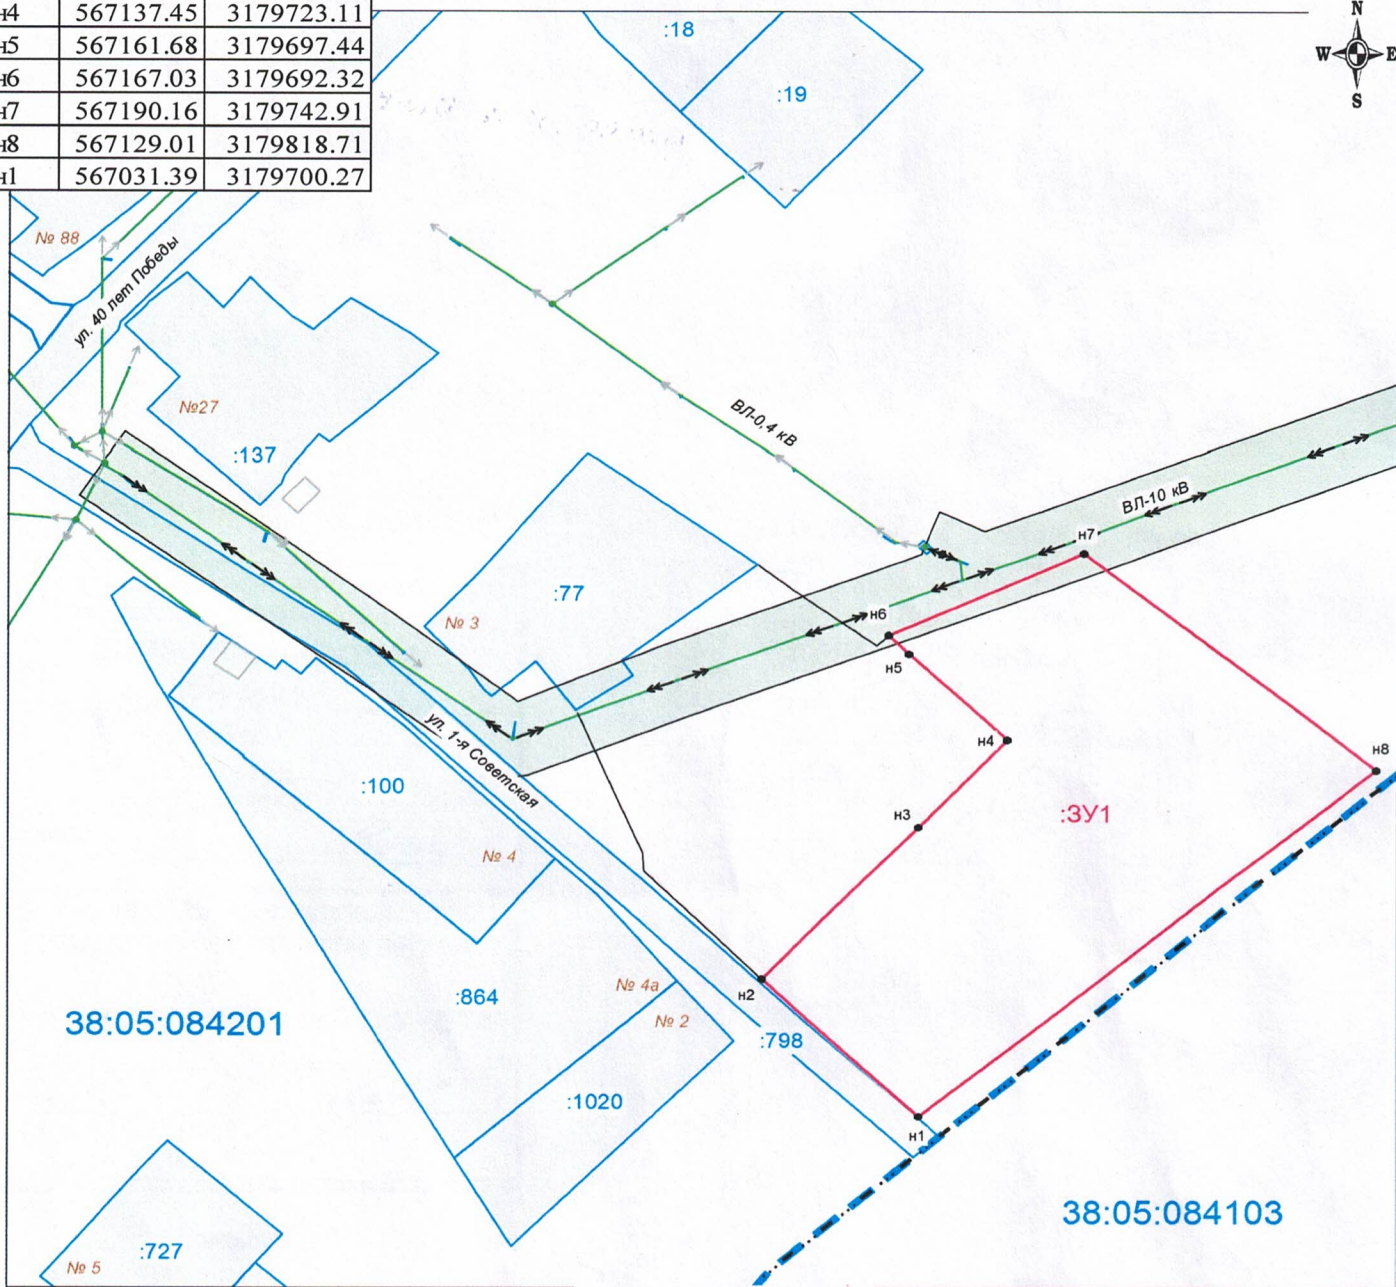 н4 567137.45 3179723.11
н5 567161.68 3179697.44
н6 567167.03 3179692.32
н7 567190.16 3179742.91
н8 567129.01 3179818.71
н1 567031.39 3179700.27
N
W E
S
:18
:19
№ 88
ул. 40 лет Победы
№27
:137
ВЛ-0,4 кВ
ВЛ-10 кВ
н7
:77
№ 3
н6
н5
ул. 1-я Советская
н4
н8
:100
:ЗУ1
н3
№ 4
№ 4а
н2
:864
№ 2
38:05:084201
:798
:1020
н1
38:05:084103
:727
№ 5